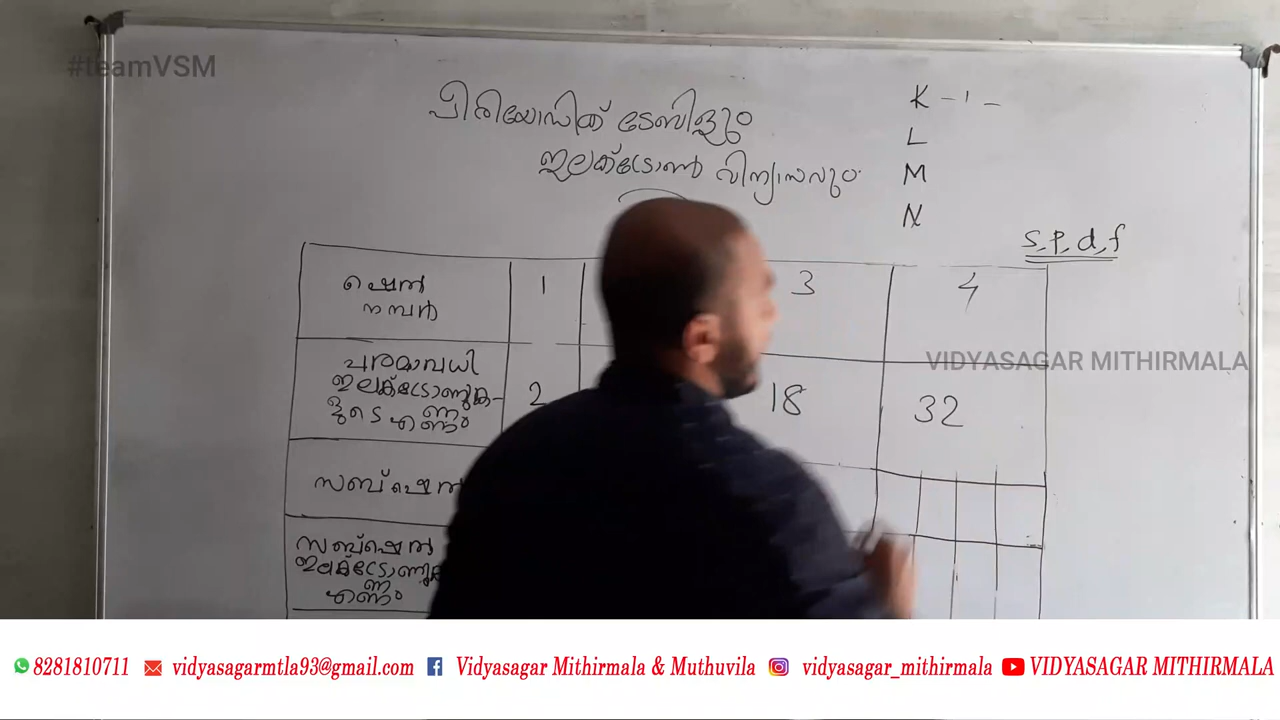 #teamVSM
പീരിയോഡിക് ടേബിളും
ഇലക്ട്രോൺ വിന്യാസവും
K - 1 -
L
M
N
s, p, d, f
ഷെൽ
നമ്പർ
1
3
4
പരമാവധി
ഇലക്ട്രോണുക-
ളുടെ എണ്ണം
2
18
32
VIDYASAGAR MITHIRMALA
സബ്ഷെൽ
സബ്ഷെൽ
എണ്ണം
8281810711 vidyasagarmtla93@gmail.com Vidyasagar Mithirmala & Muthuvila vidyasagar_mithirmala VIDYASAGAR MITHIRMALA